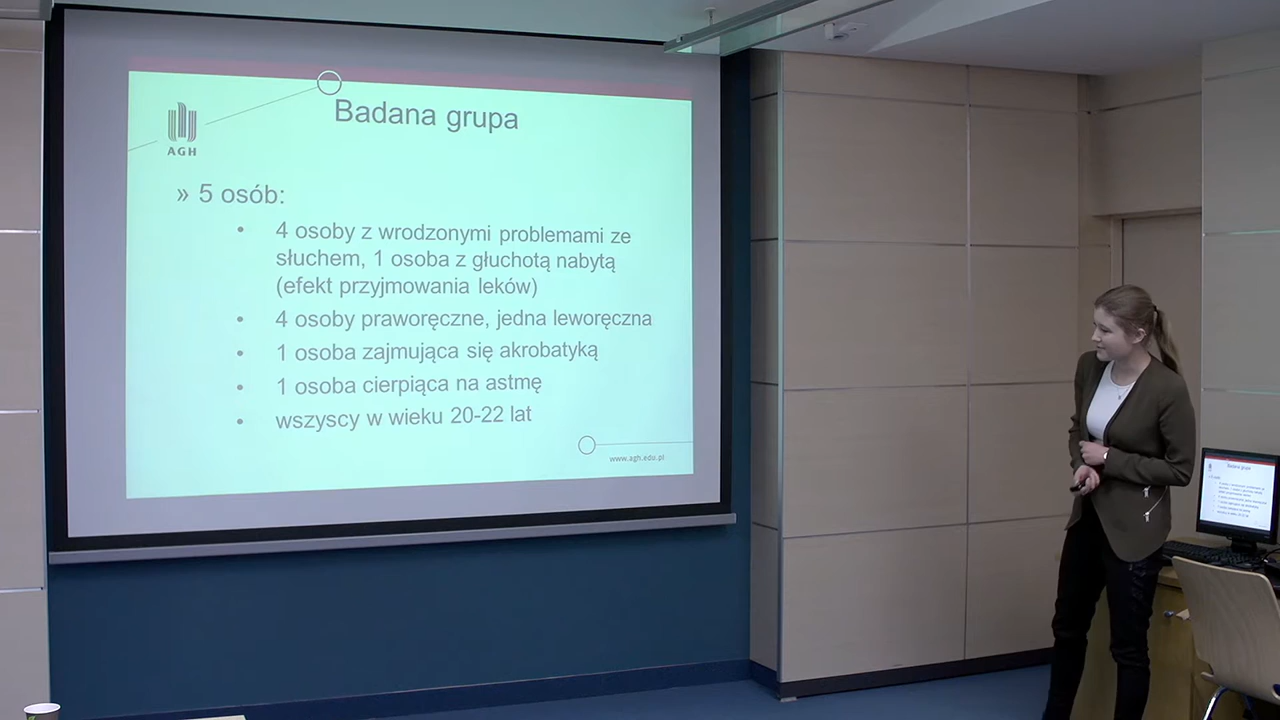 Badana grupa
AGH
» 5 osób:
• 4 osoby z wrodzonymi problemami ze
słuchem, 1 osoba z głuchotą nabytą
(efekt przyjmowania leków)
• 4 osoby praworęczne, jedna leworęczna
• 1 osoba zajmująca się akrobatyką
• 1 osoba cierpiąca na astmę
• wszyscy w wieku 20-22 lat
www.agh.edu.pl
Badana grupa